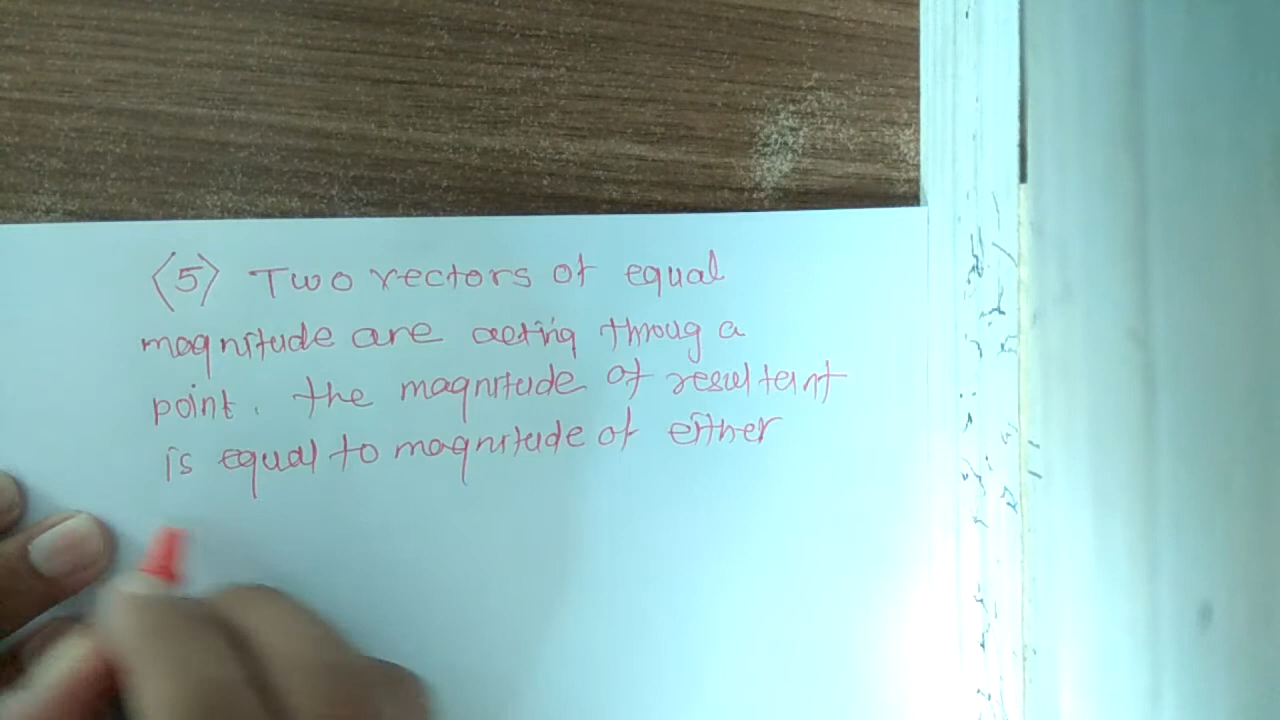 (5) Two vectors of equal
magnitude are acting throug a
point. the magnitude of resultant
is equal to magnitude of either